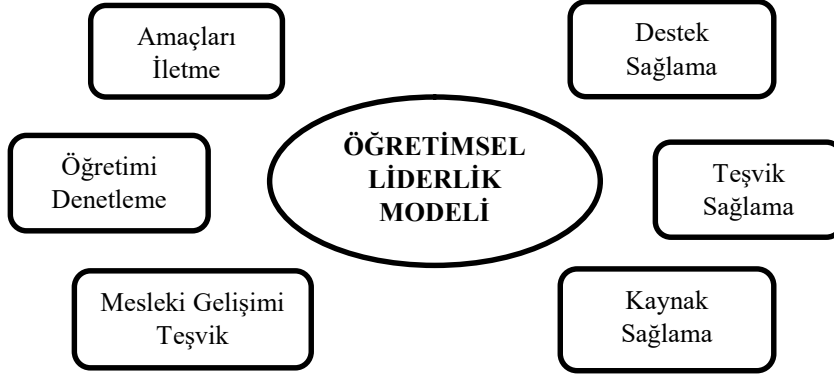 Amaçları
İletme
Destek
Sağlama
Öğretimi
Denetleme
ÖĞRETİMSEL
LİDERLİK
MODELİ
Teşvik
Sağlama
Mesleki Gelişimi
Teşvik
Kaynak
Sağlama